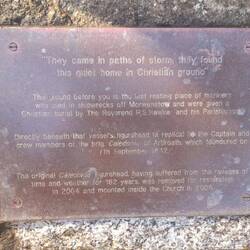 "They came in paths of storm they found
this quiet home in Christian ground"
This mound before you is the last resting place of mariners
who died in shipwrecks off Morwenstow and were given a
Christian burial by The Reverend R.S. Hawker and his Parishioners
Directly beneath that vessel's figurehead (a replica) lie the Captain and
crew members of the brig, Caledonia of Arbroath, which foundered on
7th September
The original Caledonia figurehead, having suffered from the ravages of
time and weather for 162 years, was removed for restoration
in 2004 and mounted inside the Church in